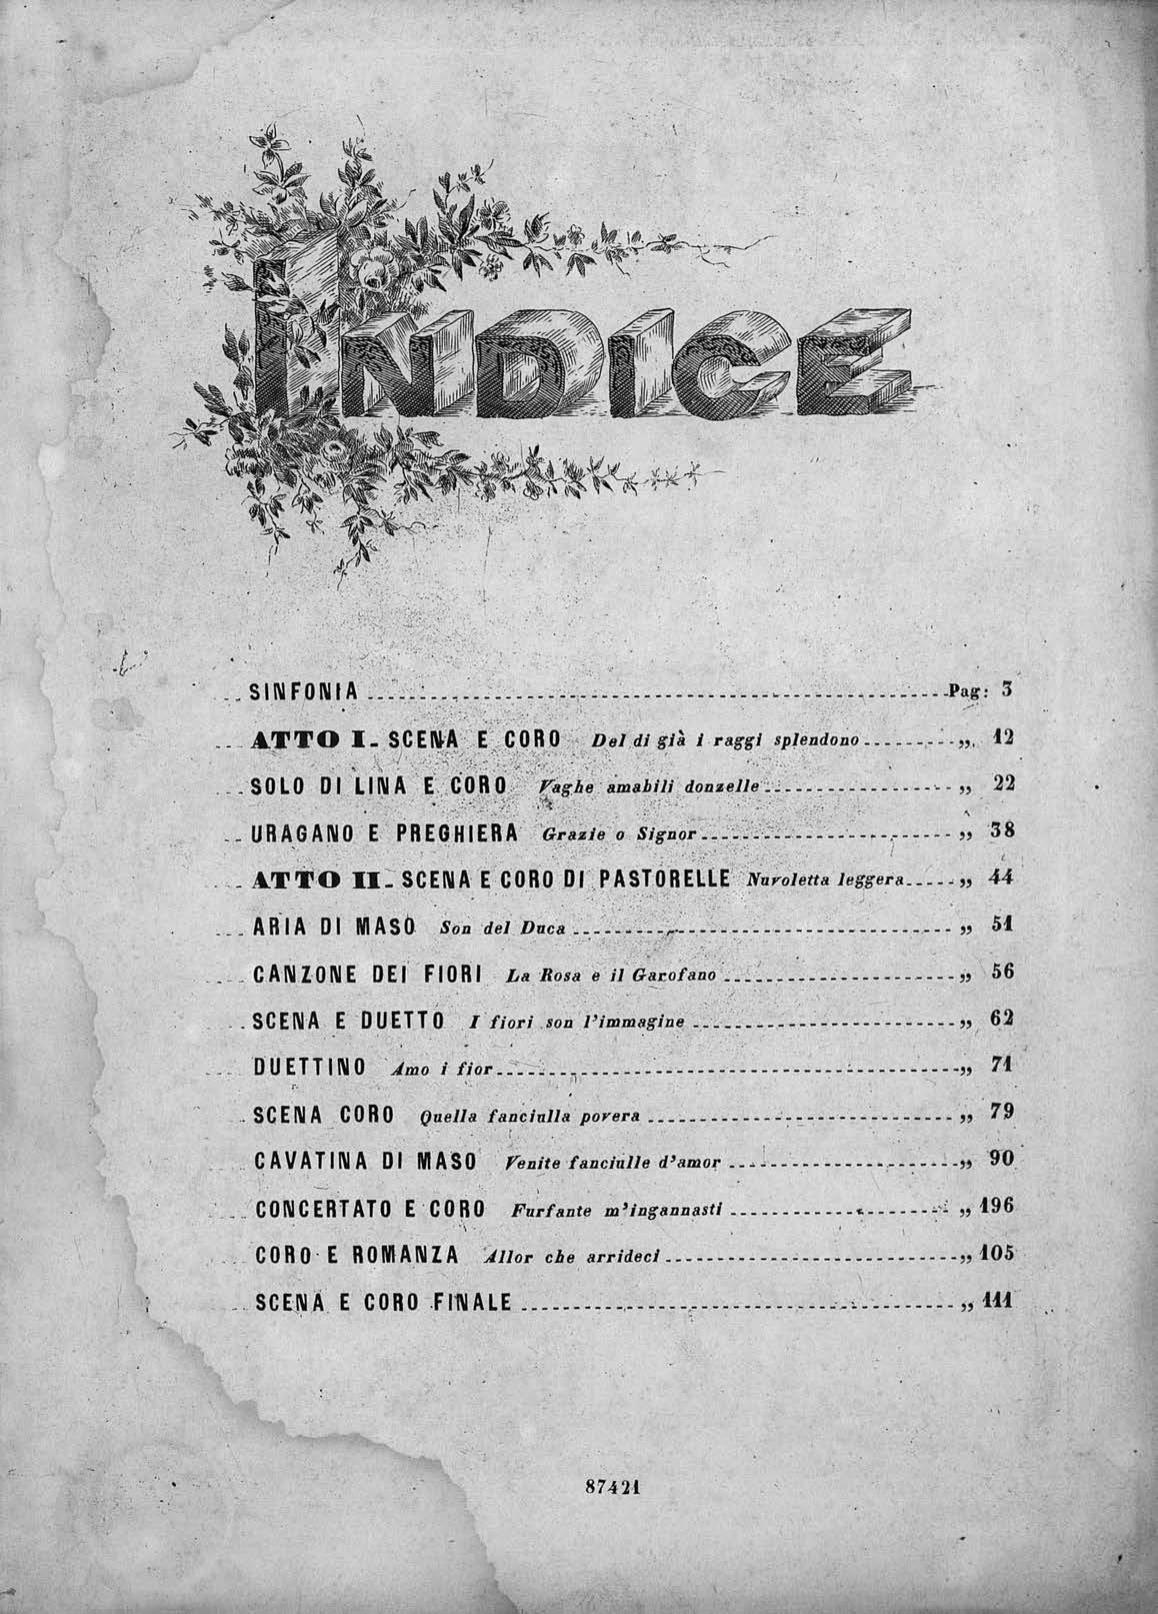 INDICE
SINFONIA Pag: 3
ATTO I - SCENA E CORO Del di già i raggi splendono „ 12
SOLO DI LINA E CORO Vaghe amabili donzelle „ 22
URAGANO E PREGHIERA Grazie o Signor „ 38
ATTO II - SCENA E CORO DI PASTORELLE Nuvoletta leggera „ 44
ARIA DI MASO Son del Duca „ 51
CANZONE DEI FIORI La Rosa e il Garofano „ 56
SCENA E DUETTO I fiori son l'immagine „ 62
DUETTINO Amo i fior „ 71
SCENA CORO Quella fanciulla povera „ 79
CAVATINA DI MASO Venite fanciulle d'amor „ 90
CONCERTATO E CORO Furfante m'ingannasti „ 196
CORO E ROMANZA Allor che arrideci „ 105
SCENA E CORO FINALE „ 111
87421